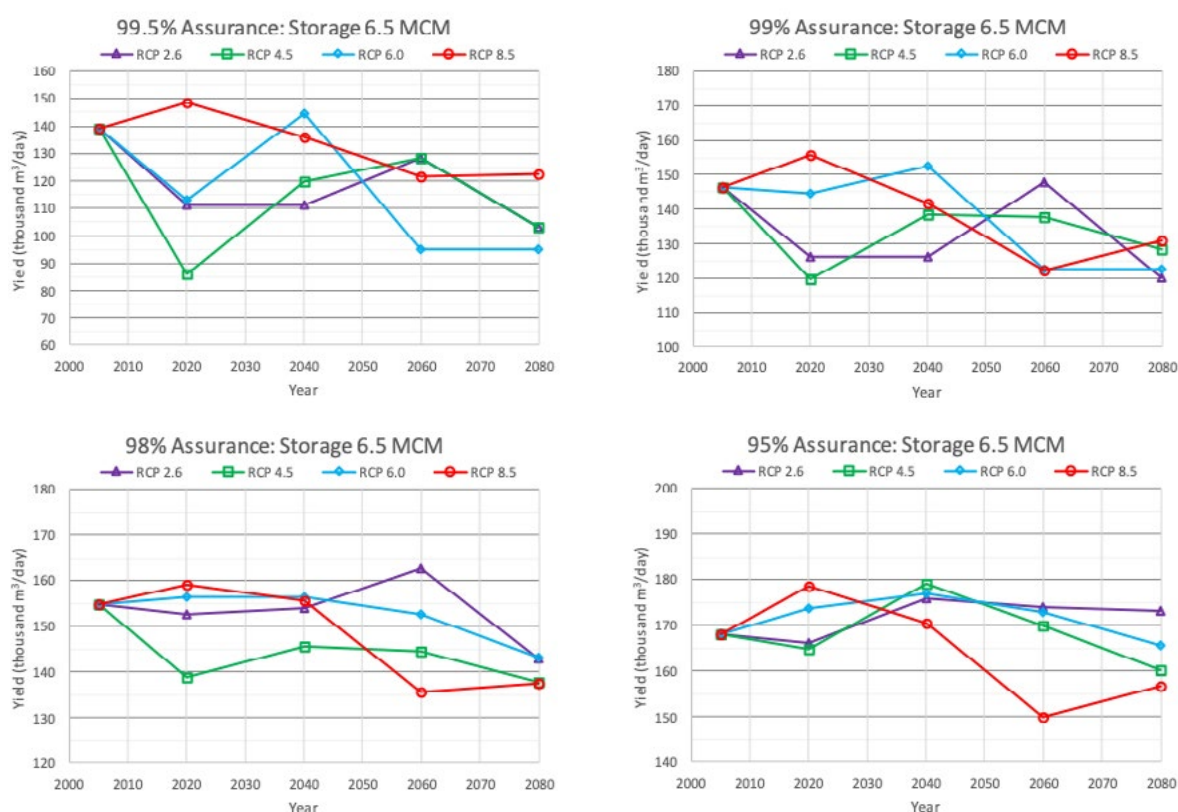 99.5% Assurance: Storage 6.5 MCM
RCP 2.6 RCP 4.5 RCP 6.0 RCP 8.5
160
150
140
130
120
110
100
90
80
70
60
Yield (thousand m³/day)
2000 2010 2020 2030 2040 2050 2060 2070 2080
Year
99% Assurance: Storage 6.5 MCM
RCP 2.6 RCP 4.5 RCP 6.0 RCP 8.5
180
170
160
150
140
130
120
110
100
Yield (thousand m³/day)
2000 2010 2020 2030 2040 2050 2060 2070 2080
Year
98% Assurance: Storage 6.5 MCM
RCP 2.6 RCP 4.5 RCP 6.0 RCP 8.5
180
170
160
150
140
130
120
Yield (thousand m³/day)
2000 2010 2020 2030 2040 2050 2060 2070 2080
Year
95% Assurance: Storage 6.5 MCM
RCP 2.6 RCP 4.5 RCP 6.0 RCP 8.5
200
190
180
170
160
150
140
Yield (thousand m³/day)
2000 2010 2020 2030 2040 2050 2060 2070 2080
Year